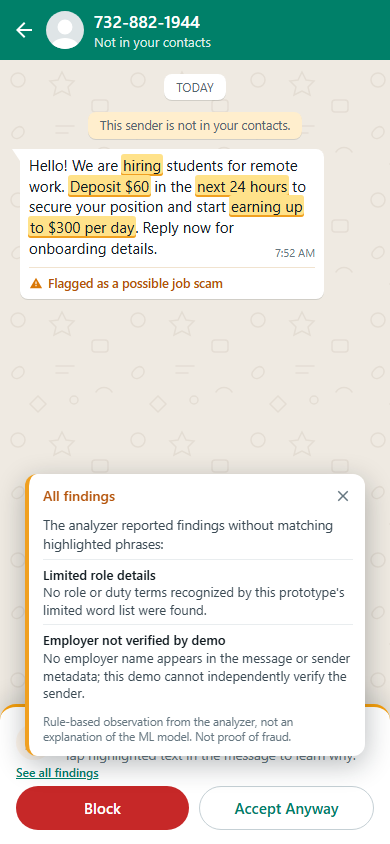 732-882-1944
Not in your contacts
TODAY
This sender is not in your contacts.
Hello! We are hiring students for remote
work. Deposit $60 in the next 24 hours to
secure your position and start earning up
to $300 per day. Reply now for
onboarding details.
7:52 AM
Flagged as a possible job scam
All findings
The analyzer reported findings without matching
highlighted phrases:
Limited role details
No role or duty terms recognized by this prototype's
limited word list were found.
Employer not verified by demo
No employer name appears in the message or sender
metadata; this demo cannot independently verify the
sender.
Rule-based observation from the analyzer, not an
explanation of the ML model. Not proof of fraud.
Tap highlighted text in the message to learn why.
See all findings
Block
Accept Anyway